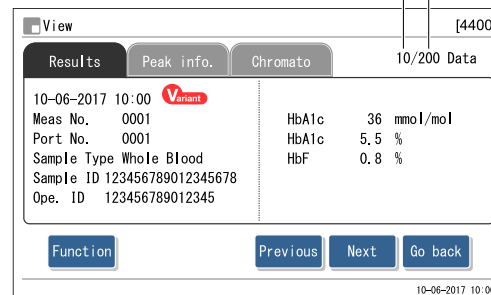 View [4400
Results Peak info. Chromato 10/200 Data
10-06-2017 10:00 Variant
Meas No. 0001
Port No. 0001
Sample Type Whole Blood
Sample ID 123456789012345678
Ope. ID 123456789012345
HbA1c 36 mmol/mol
HbA1c 5.5 %
HbF 0.8 %
Function Previous Next Go back
10-06-2017 10:00